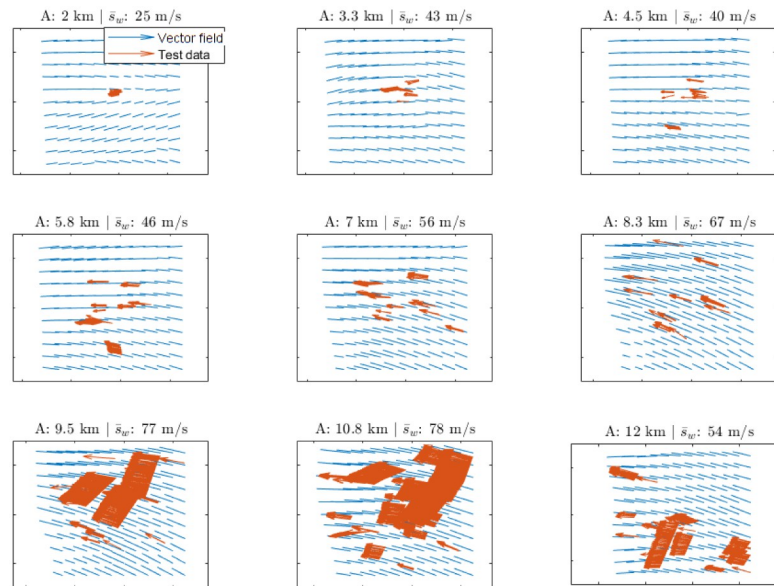 A: 2 km | s̄_w: 25 m/s
A: 3.3 km | s̄_w: 43 m/s
A: 4.5 km | s̄_w: 40 m/s
Vector field
Test data
A: 5.8 km | s̄_w: 46 m/s
A: 7 km | s̄_w: 56 m/s
A: 8.3 km | s̄_w: 67 m/s
A: 9.5 km | s̄_w: 77 m/s
A: 10.8 km | s̄_w: 78 m/s
A: 12 km | s̄_w: 54 m/s